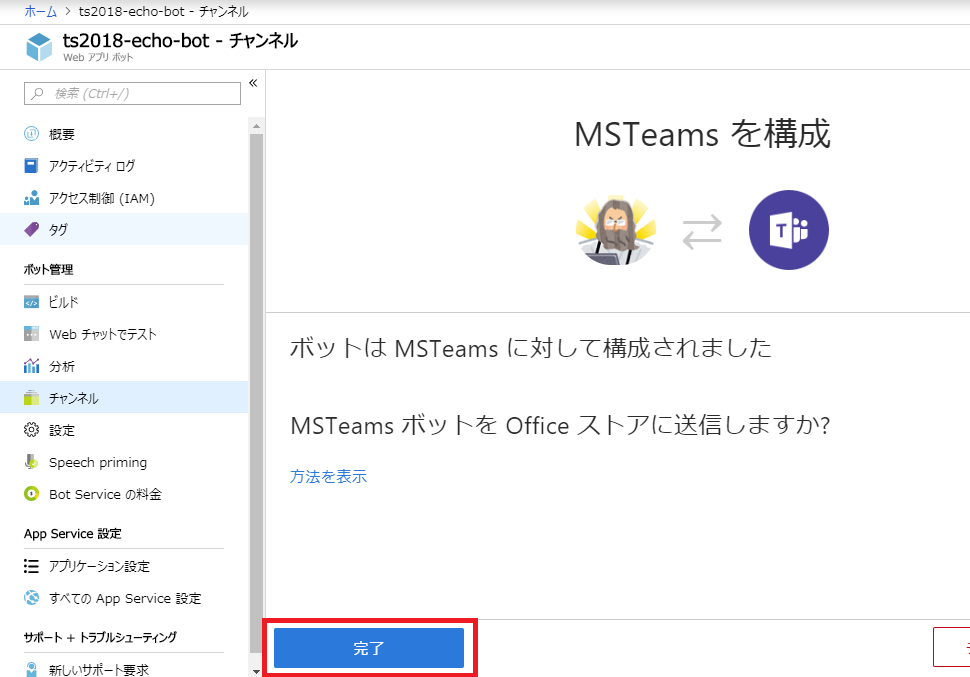 ホーム > ts2018-echo-bot - チャンネル
ts2018-echo-bot - チャンネル
Web アプリ ボット
検索 (Ctrl+/)
«
概要
アクティビティ ログ
アクセス制御 (IAM)
タグ
ボット管理
ビルド
Web チャットでテスト
分析
チャンネル
設定
Speech priming
Bot Service の料金
App Service 設定
アプリケーション設定
すべての App Service 設定
サポート + トラブルシューティング
新しいサポート要求
MSTeams を構成
T
ボットは MSTeams に対して構成されました
MSTeams ボットを Office ストアに送信しますか?
方法を表示
完了